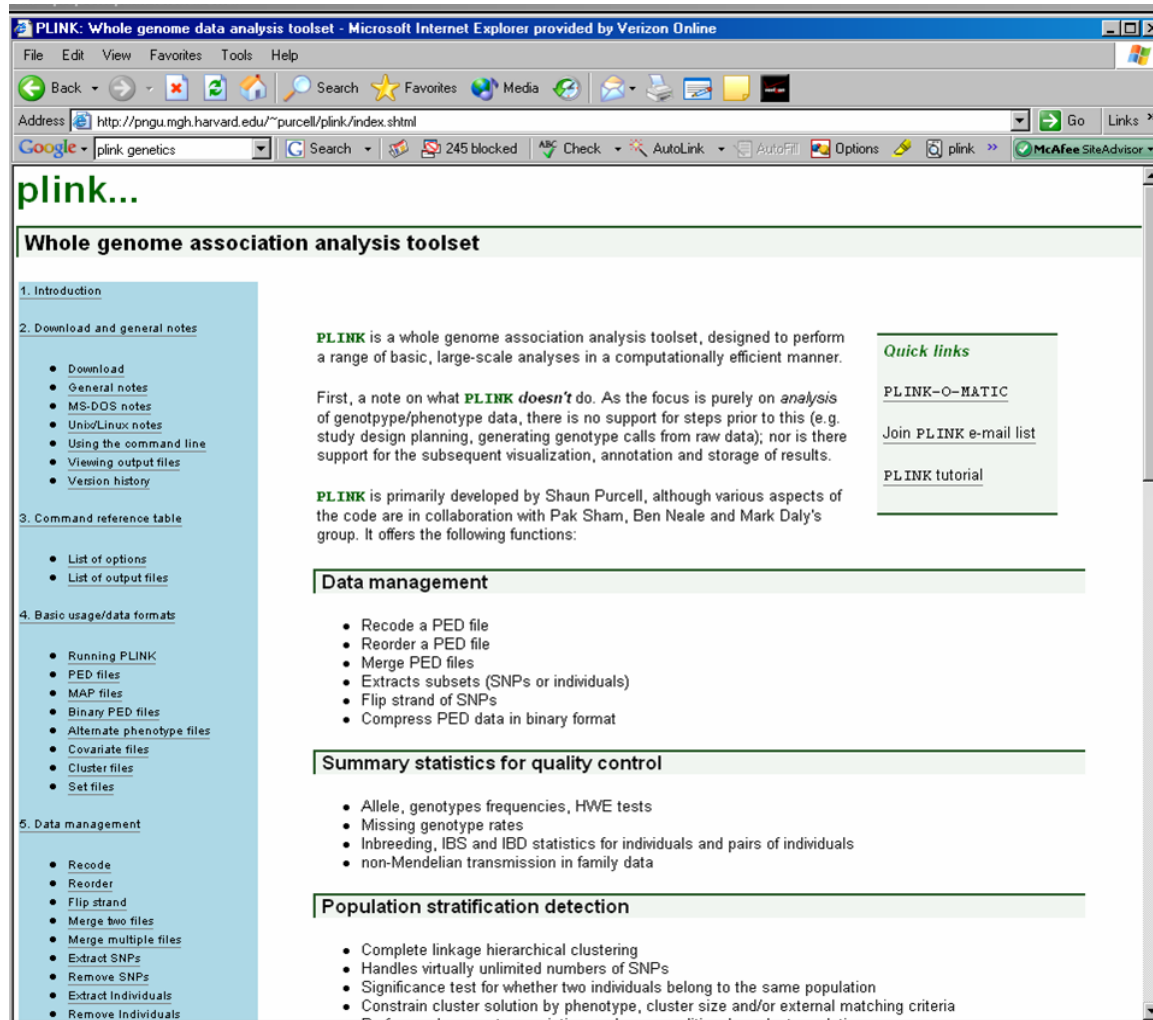 PLINK: Whole genome data analysis toolset - Microsoft Internet Explorer provided by Verizon Online
File Edit View Favorites Tools Help
Back Search Favorites Media
Address http://pngu.mgh.harvard.edu/~purcell/plink/index.shtml Go Links »
Google plink genetics Search 245 blocked ABC Check AutoLink AutoFill Options plink » McAfee SiteAdvisor
plink...
Whole genome association analysis toolset
1. Introduction
2. Download and general notes
• Download
• General notes
• MS-DOS notes
• Unix/Linux notes
• Using the command line
• Viewing output files
• Version history
3. Command reference table
• List of options
• List of output files
4. Basic usage/data formats
• Running PLINK
• PED files
• MAP files
• Binary PED files
• Alternate phenotype files
• Covariate files
• Cluster files
• Set files
5. Data management
• Recode
• Reorder
• Flip strand
• Merge two files
• Merge multiple files
• Extract SNPs
• Remove SNPs
• Extract Individuals
• Remove Individuals
PLINK is a whole genome association analysis toolset, designed to perform
a range of basic, large-scale analyses in a computationally efficient manner.
First, a note on what PLINK doesn't do. As the focus is purely on analysis
of genotpype/phenotype data, there is no support for steps prior to this (e.g.
study design planning, generating genotype calls from raw data); nor is there
support for the subsequent visualization, annotation and storage of results.
PLINK is primarily developed by Shaun Purcell, although various aspects of
the code are in collaboration with Pak Sham, Ben Neale and Mark Daly's
group. It offers the following functions:
Quick links
PLINK-O-MATIC
Join PLINK e-mail list
PLINK tutorial
Data management
• Recode a PED file
• Reorder a PED file
• Merge PED files
• Extracts subsets (SNPs or individuals)
• Flip strand of SNPs
• Compress PED data in binary format
Summary statistics for quality control
• Allele, genotypes frequencies, HWE tests
• Missing genotype rates
• Inbreeding, IBS and IBD statistics for individuals and pairs of individuals
• non-Mendelian transmission in family data
Population stratification detection
• Complete linkage hierarchical clustering
• Handles virtually unlimited numbers of SNPs
• Significance test for whether two individuals belong to the same population
• Constrain cluster solution by phenotype, cluster size and/or external matching criteria